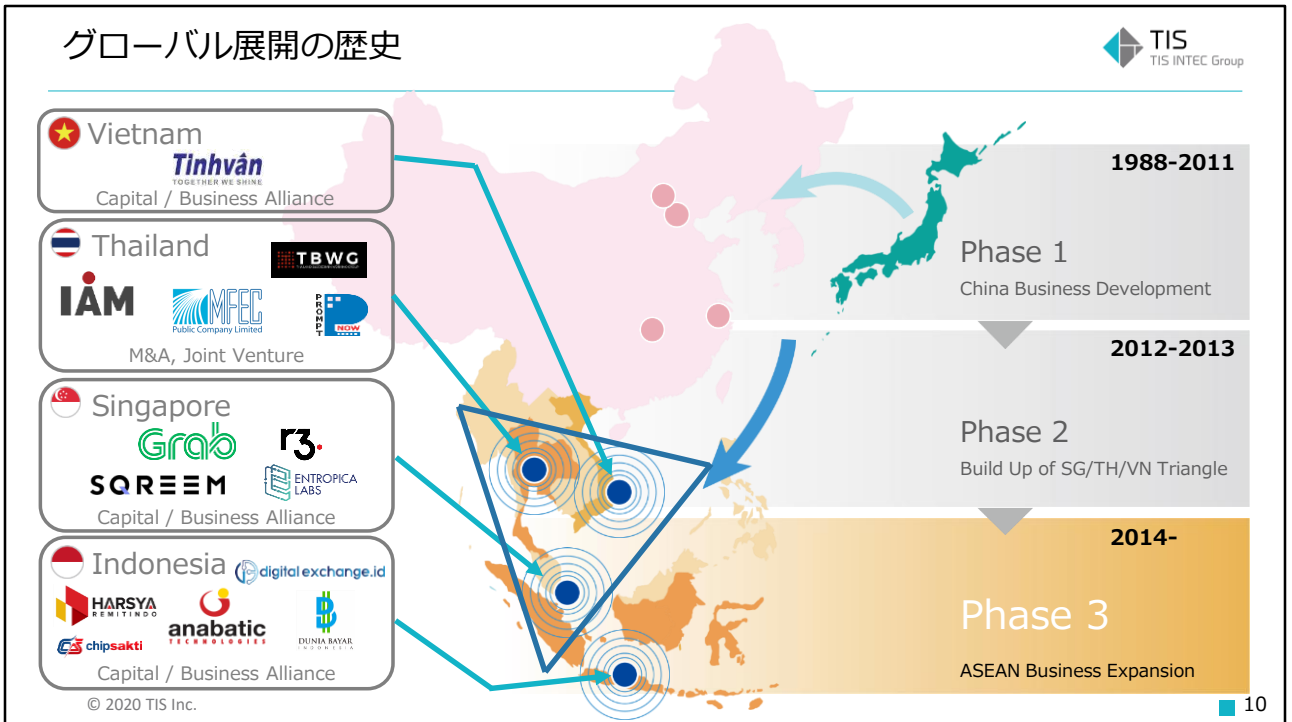 グローバル展開の歴史
TIS
TIS INTEC Group
Vietnam
Tinhvân
TOGETHER WE SHINE
Capital / Business Alliance
Thailand
TBWG
IAM
MFEC
Public Company Limited
PROMPT
NOW
M&A, Joint Venture
Singapore
Grab
r3.
SQREEM
ENTROPICA
LABS
Capital / Business Alliance
Indonesia
digitalexchange.id
HARSYA
REMITINDO
anabatic
TECHNOLOGIES
chipsakti
DUNIA BAYAR
INDONESIA
Capital / Business Alliance
1988-2011
Phase 1
China Business Development
2012-2013
Phase 2
Build Up of SG/TH/VN Triangle
2014-
Phase 3
ASEAN Business Expansion
© 2020 TIS Inc.
10